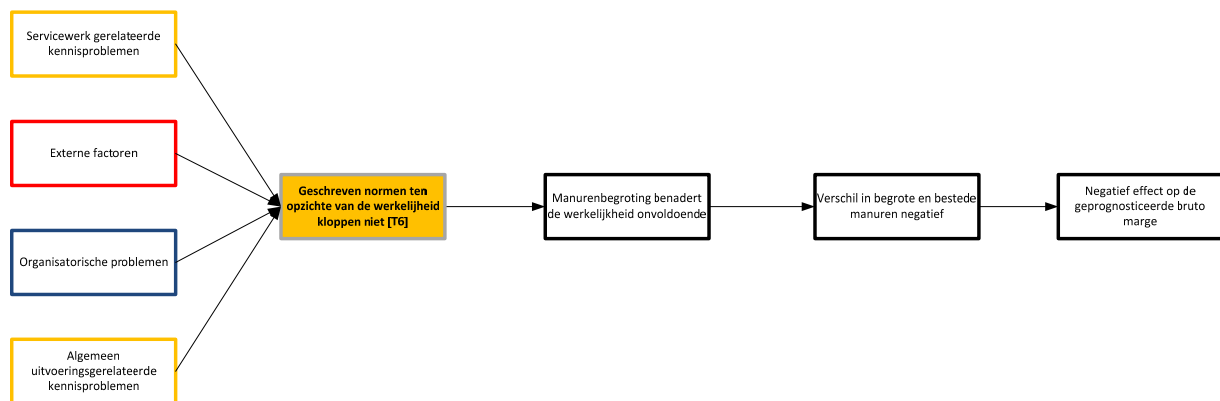 Servicewerk gerelateerde
kennisproblemen
Externe factoren
Organisatorische problemen
Algemeen
uitvoeringsgerelateerde
kennisproblemen
Geschreven normen ten
opzichte van de werkelijheid
kloppen niet [T6]
Manurenbegroting benadert
de werkelijkheid onvoldoende
Verschil in begrote en bestede
manuren negatief
Negatief effect op de
geprognosticeerde bruto
marge